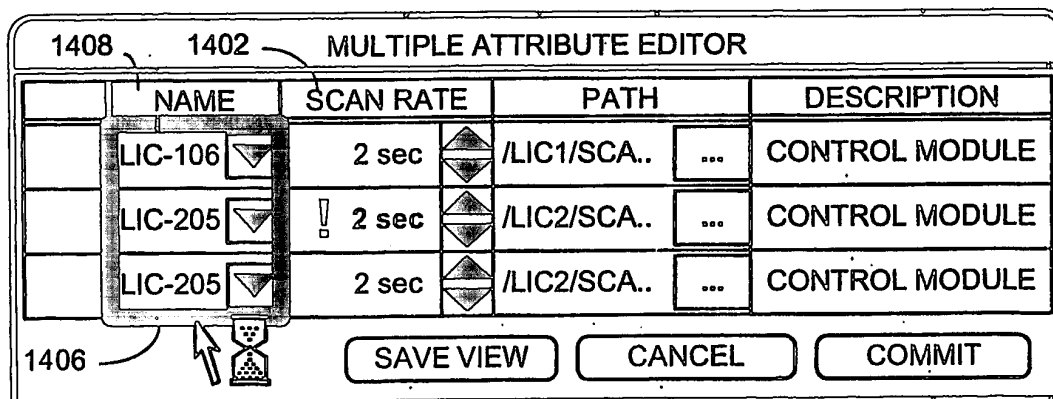 1408 1402 MULTIPLE ATTRIBUTE EDITOR
NAME SCAN RATE PATH DESCRIPTION
LIC-106 2 sec /LIC1/SCA.. ... CONTROL MODULE
LIC-205 ! 2 sec /LIC2/SCA.. ... CONTROL MODULE
LIC-205 2 sec /LIC2/SCA.. ... CONTROL MODULE
1406 SAVE VIEW CANCEL COMMIT